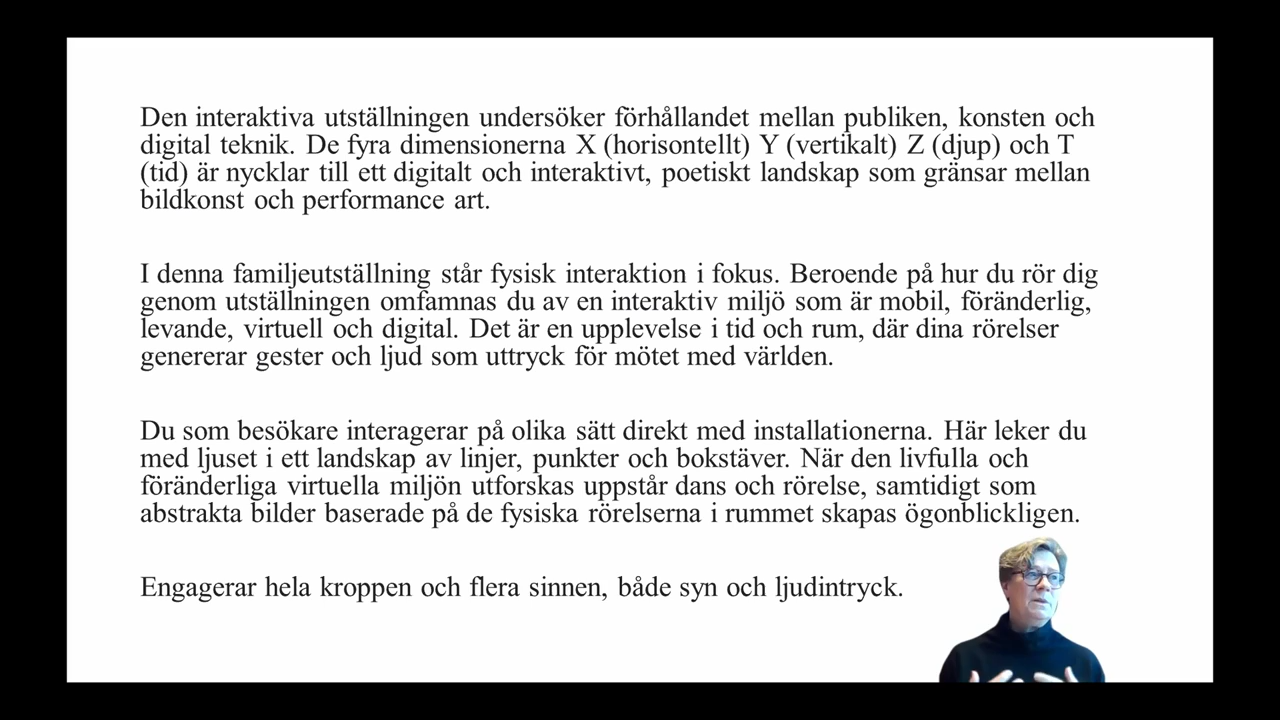 Den interaktiva utställningen undersöker förhållandet mellan publiken, konsten och
digital teknik. De fyra dimensionerna X (horisontellt) Y (vertikalt) Z (djup) och T
(tid) är nycklar till ett digitalt och interaktivt, poetiskt landskap som gränsar mellan
bildkonst och performance art.
I denna familjeutställning står fysisk interaktion i fokus. Beroende på hur du rör dig
genom utställningen omfamnas du av en interaktiv miljö som är mobil, föränderlig,
levande, virtuell och digital. Det är en upplevelse i tid och rum, där dina rörelser
genererar gester och ljud som uttryck för mötet med världen.
Du som besökare interagerar på olika sätt direkt med installationerna. Här leker du
med ljuset i ett landskap av linjer, punkter och bokstäver. När den livfulla och
föränderliga virtuella miljön utforskas uppstår dans och rörelse, samtidigt som
abstrakta bilder baserade på de fysiska rörelserna i rummet skapas ögonblickligen.
Engagerar hela kroppen och flera sinnen, både syn och ljudintryck.